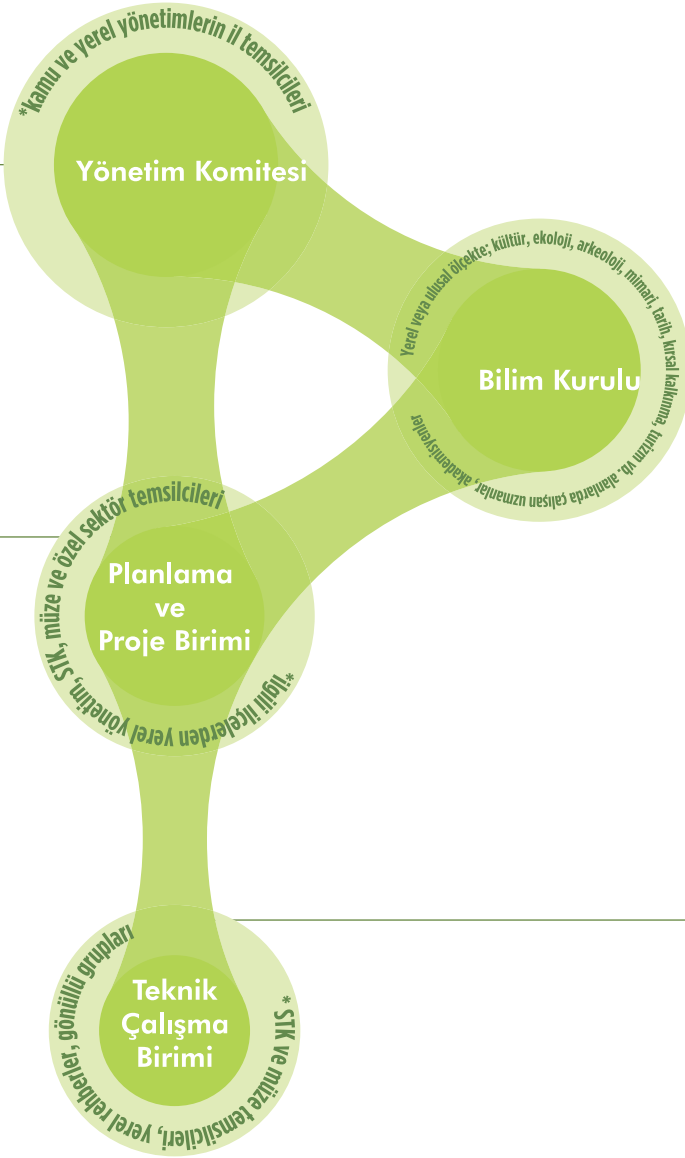 *kamu ve yerel yönetimlerin il temsilcileri
Yönetim Komitesi
Yerel veya ulusal ölçekte; kültür, ekoloji, arkeoloji, mimari, tarih, kırsal kalkınma, turizm vb. alanlarda çalışan uzmanlar, akademisyenler
Bilim Kurulu
*ilgili ilçelerden yerel yönetim, STK, müze ve özel sektör temsilcileri
Planlama
ve
Proje Birimi
* STK ve müze temsilcileri, yerel rehberler, gönüllü grupları
Teknik
Çalışma
Birimi